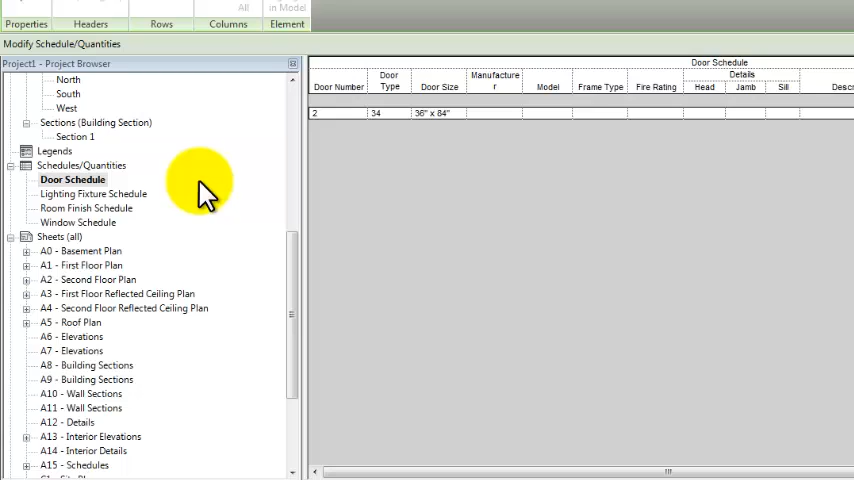 All
in Model
Properties
Headers
Rows
Columns
Element
Modify Schedule/Quantities
Project1 - Project Browser
North
South
West
Sections (Building Section)
Section 1
Legends
Schedules/Quantities
Door Schedule
Lighting Fixture Schedule
Room Finish Schedule
Window Schedule
Sheets (all)
A0 - Basement Plan
A1 - First Floor Plan
A2 - Second Floor Plan
A3 - First Floor Reflected Ceiling Plan
A4 - Second Floor Reflected Ceiling Plan
A5 - Roof Plan
A6 - Elevations
A7 - Elevations
A8 - Building Sections
A9 - Building Sections
A10 - Wall Sections
A11 - Wall Sections
A12 - Details
A13 - Interior Elevations
A14 - Interior Details
A15 - Schedules
Door Schedule
Door Number
Door
Type
Door Size
Manufacture
r
Model
Frame Type
Fire Rating
Details
Head
Jamb
Sill
Descr
2
34
36" x 84"